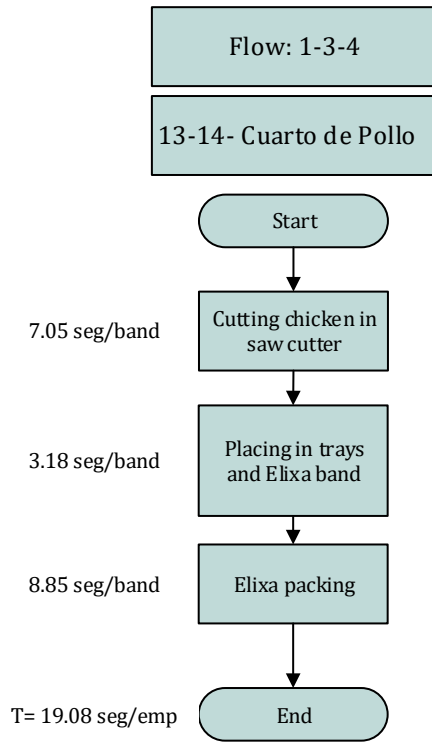 Flow: 1-3-4
13-14- Cuarto de Pollo
Start
7.05 seg/band
Cutting chicken in
saw cutter
3.18 seg/band
Placing in trays
and Elixa band
8.85 seg/band
Elixa packing
T= 19.08 seg/emp
End